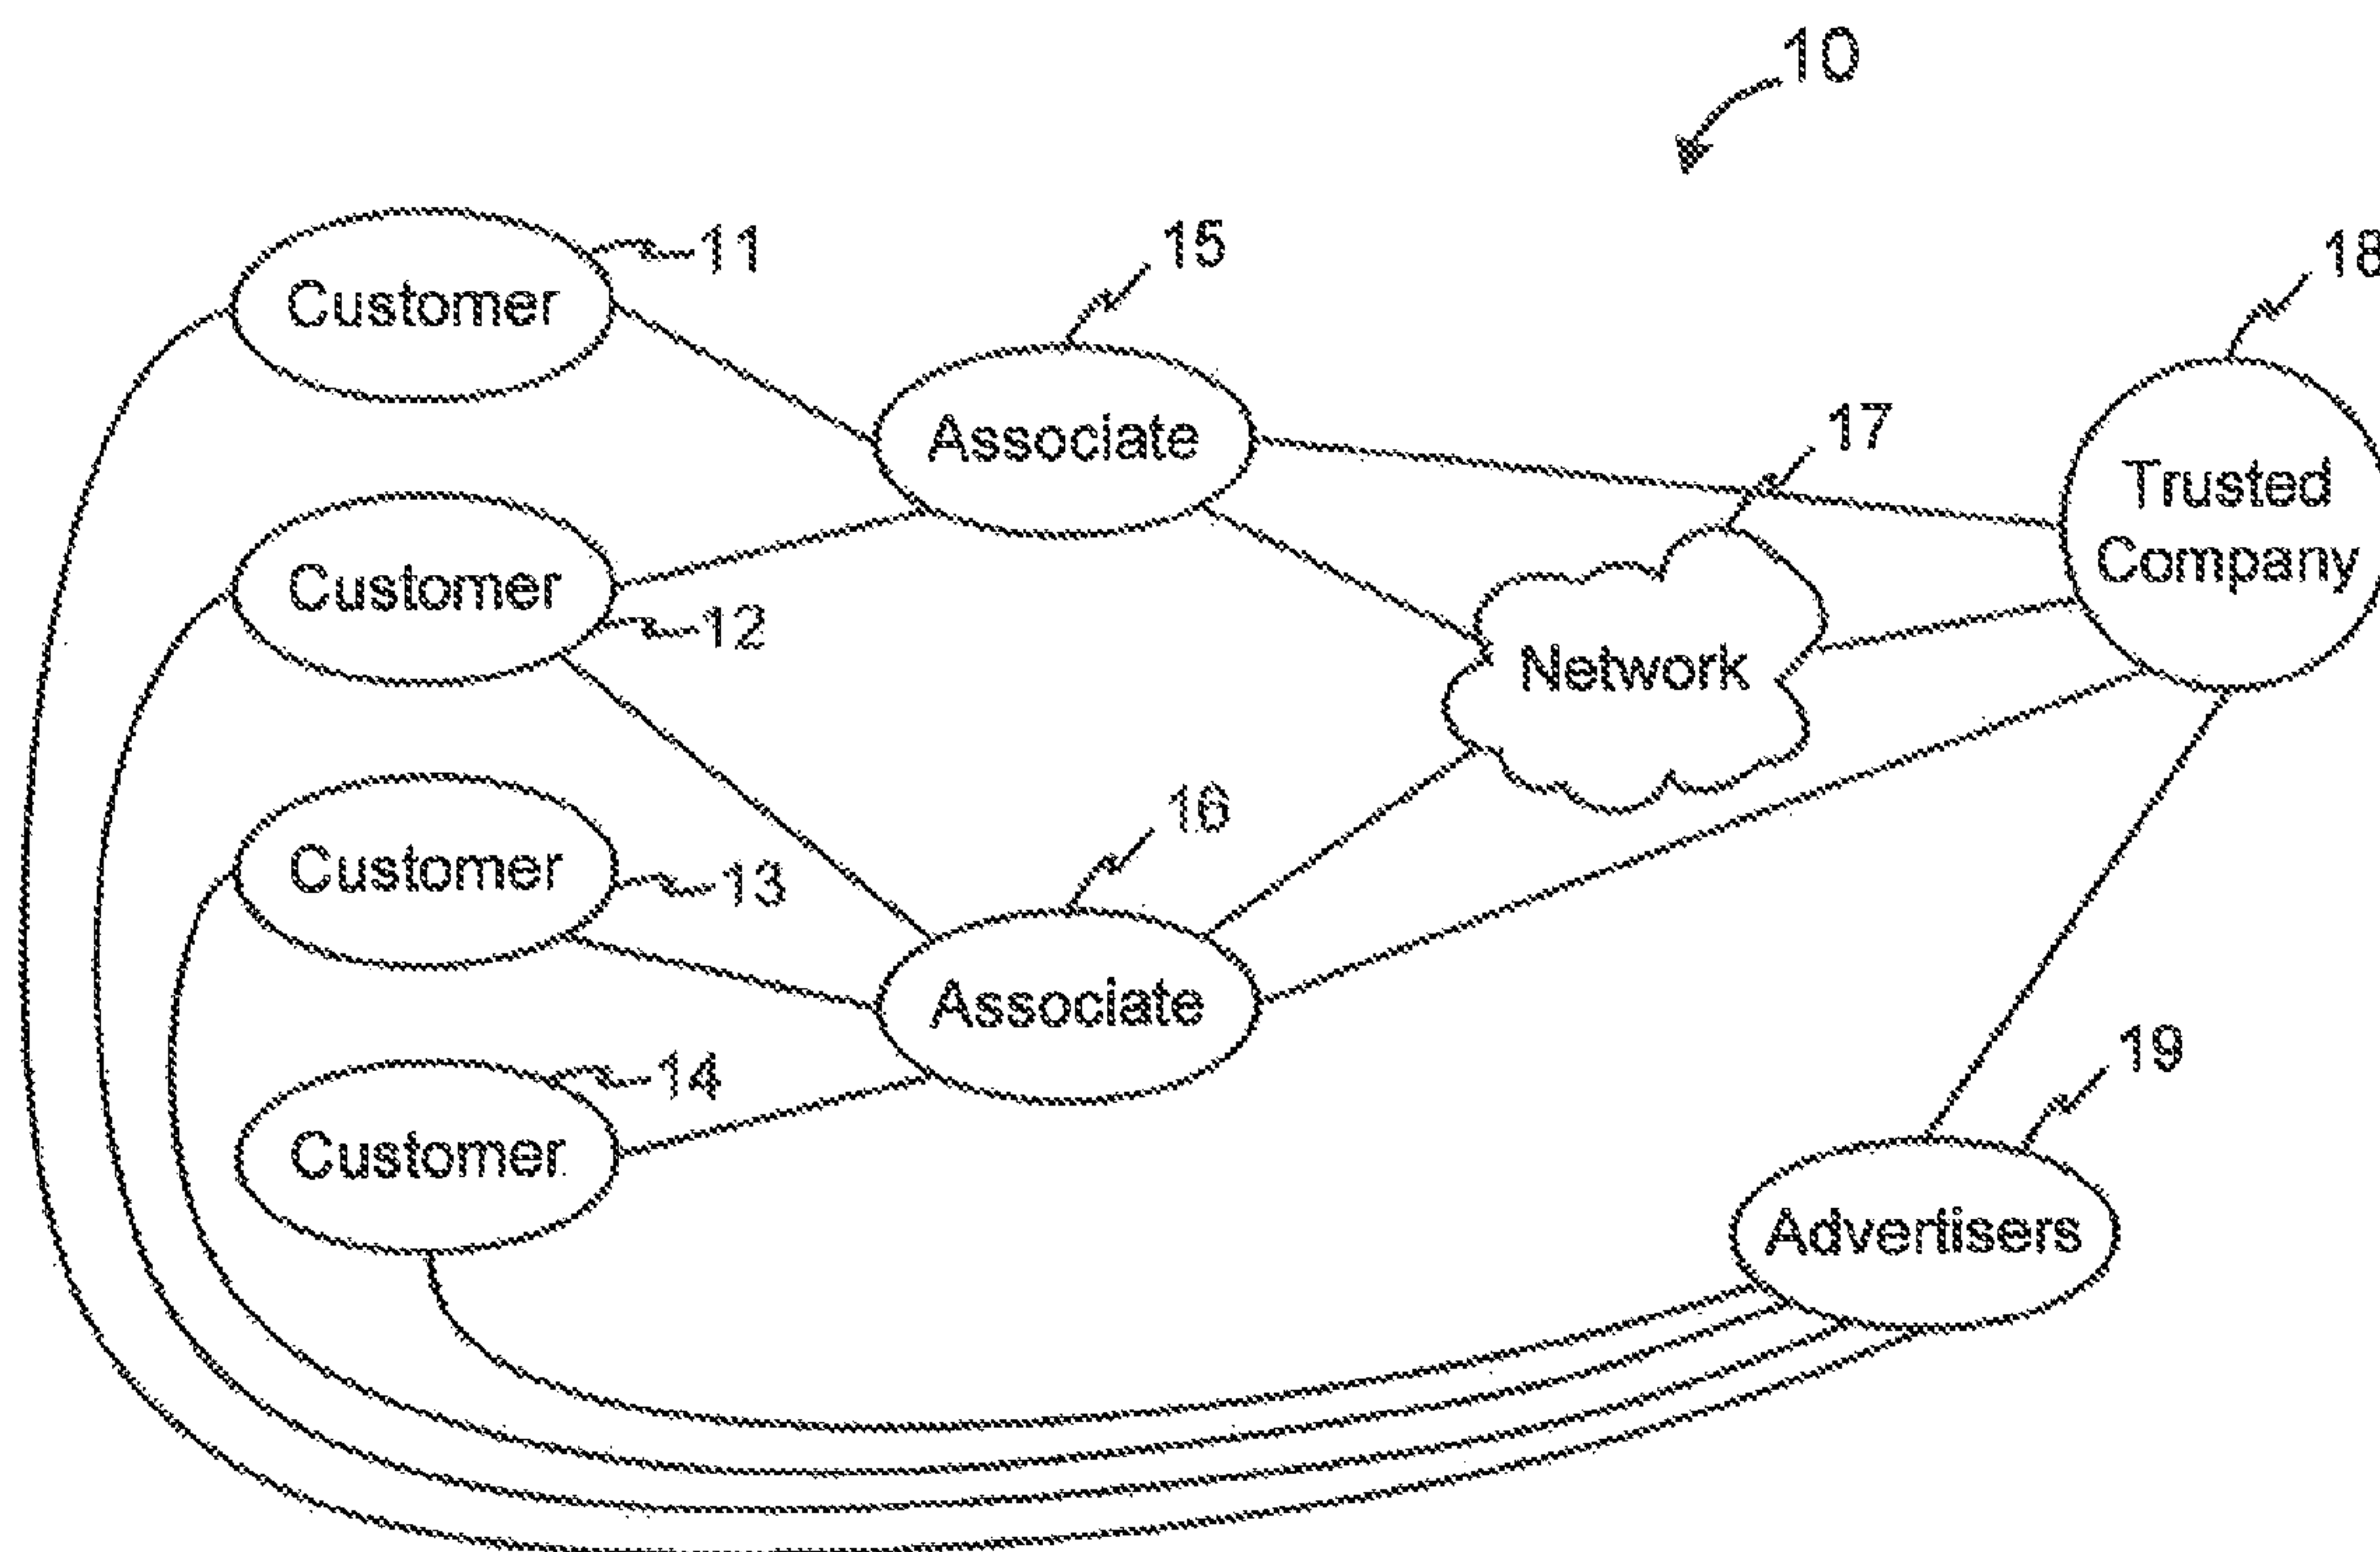 10
11
Customer
15
18
Associate
17
Trusted
Company
Customer
12
Network
16
Customer
13
Associate
14
19
Customer
Advertisers